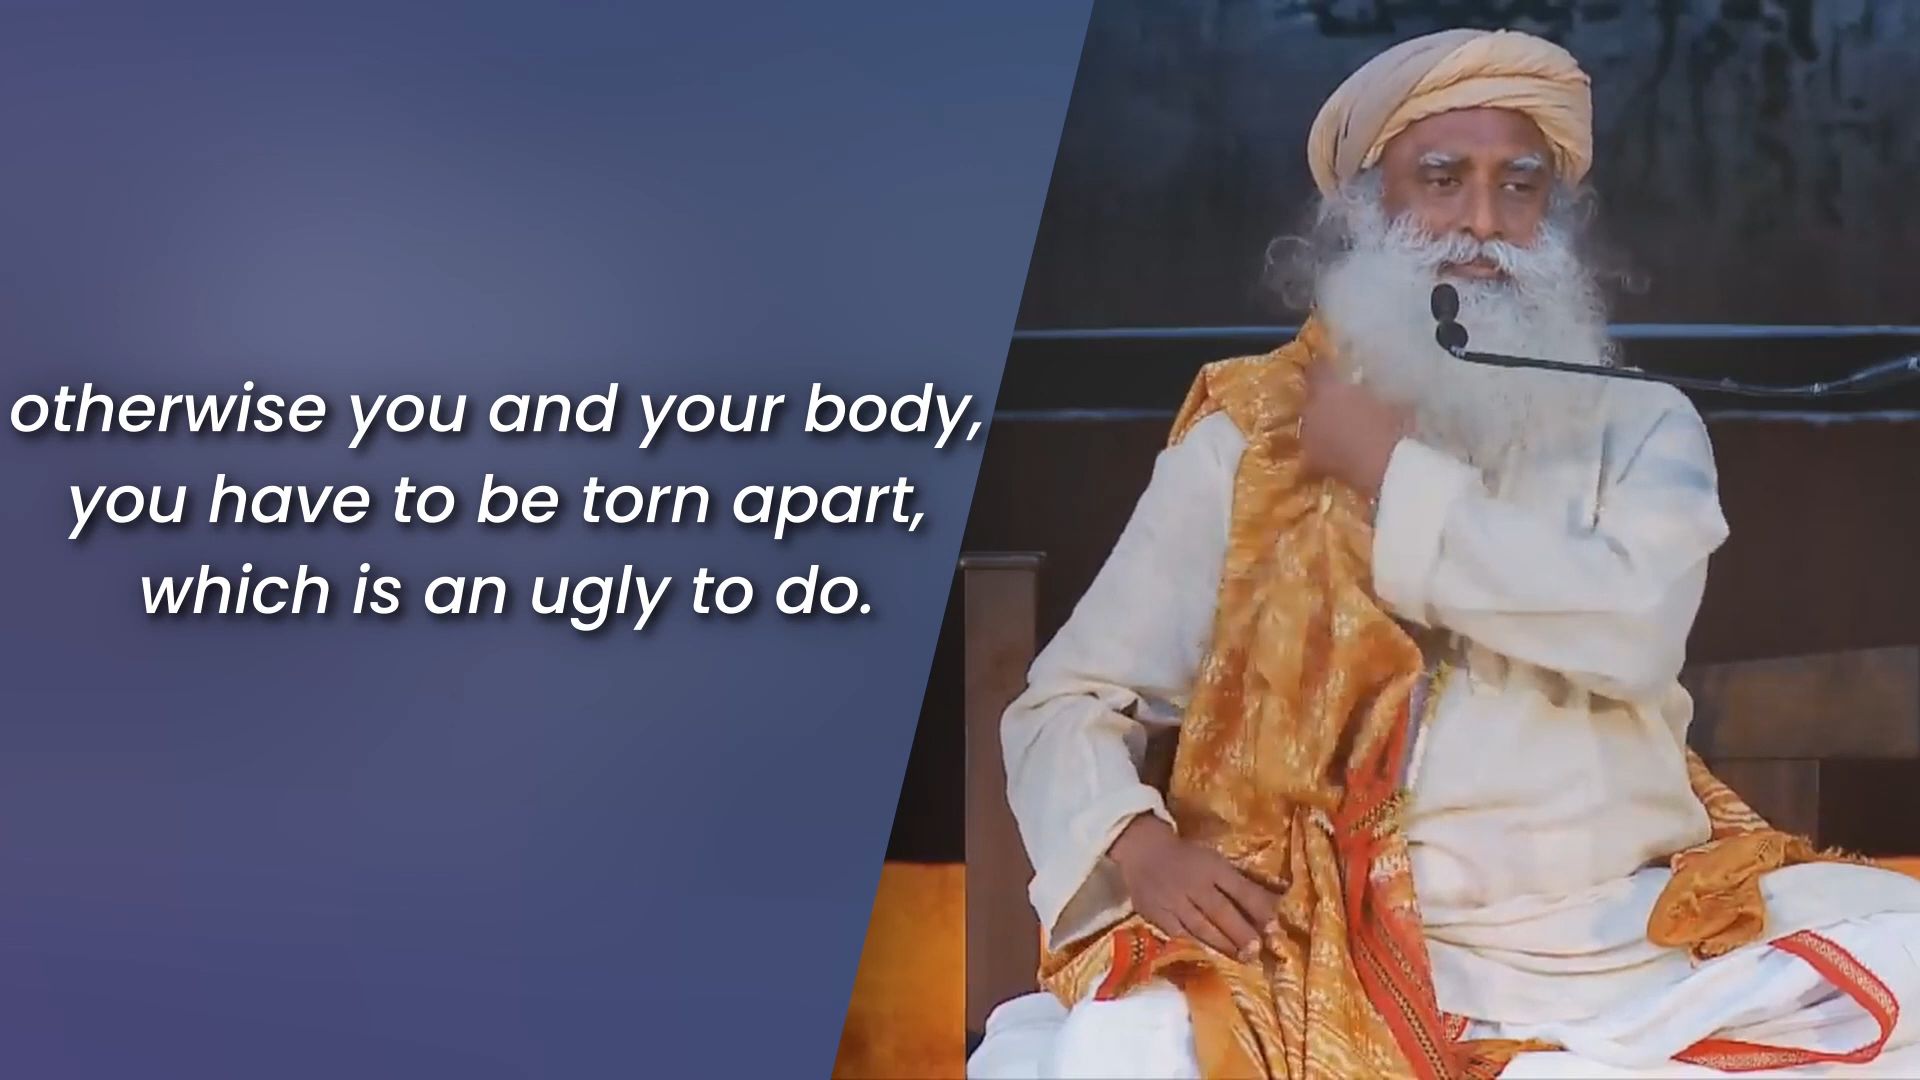 otherwise you and your body,
you have to be torn apart,
which is an ugly to do.